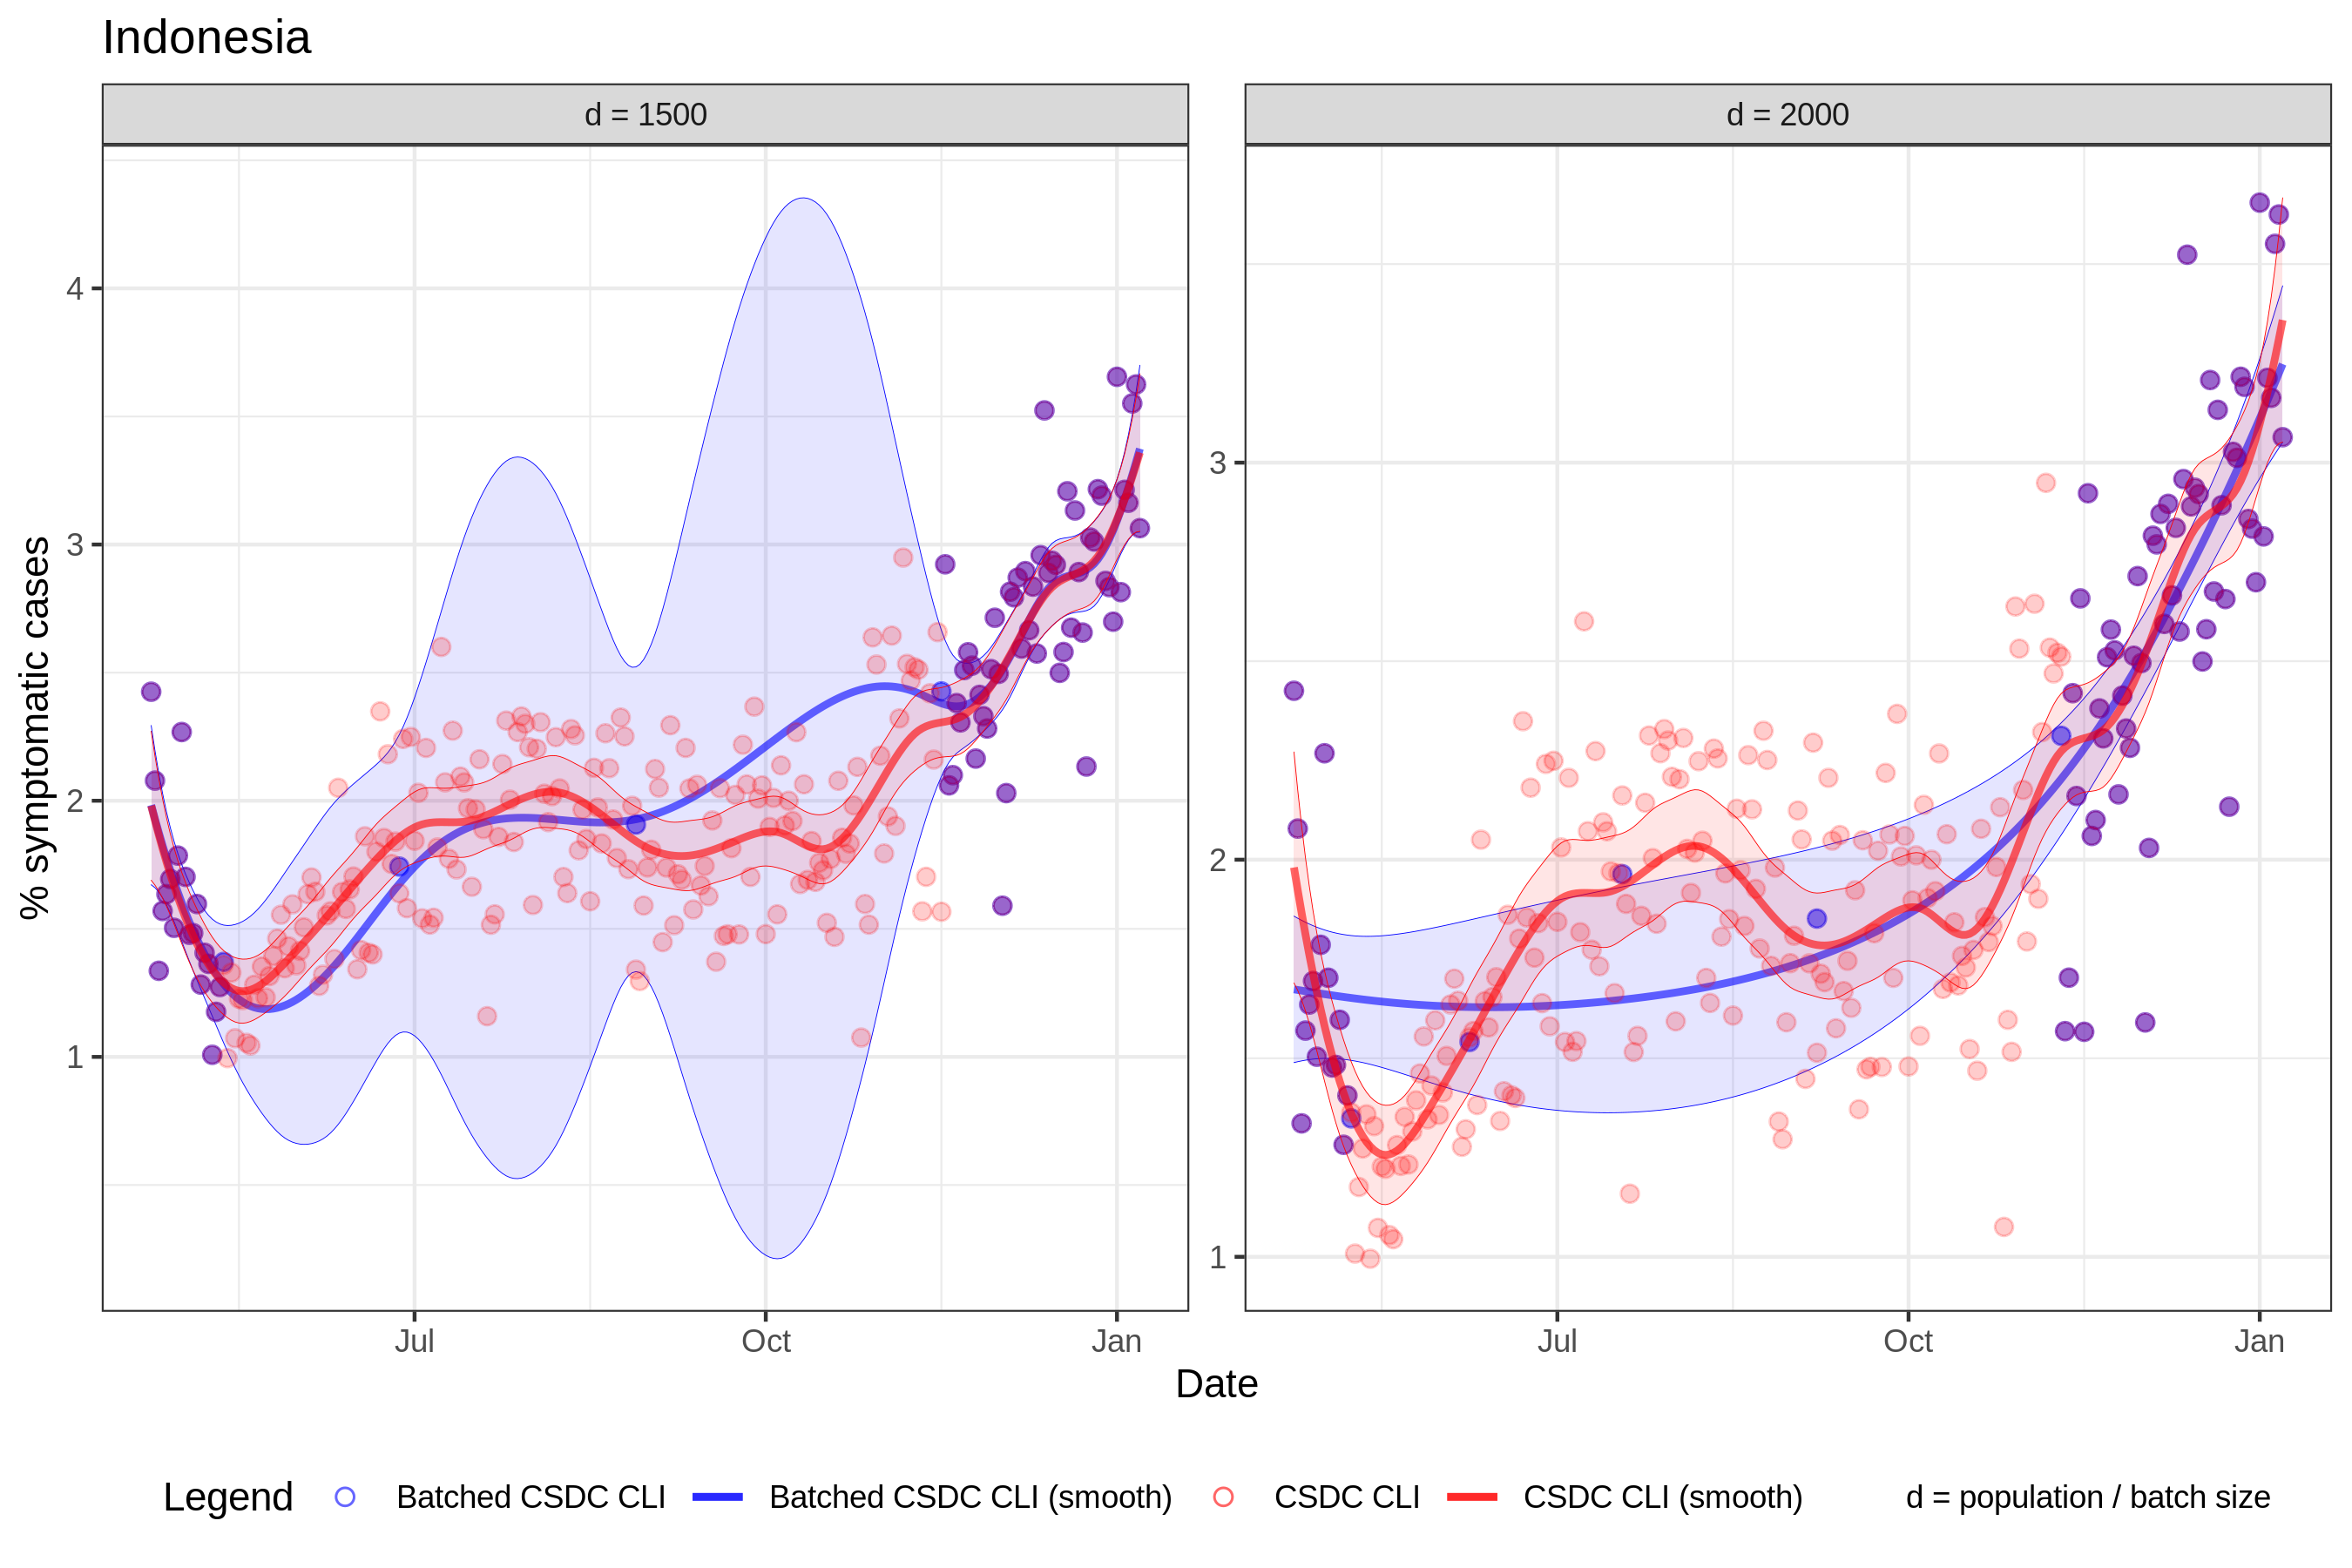 Indonesia
d = 1500
d = 2000
% symptomatic cases
4
3
2
1
3
2
1
Jul
Oct
Jan
Jul
Oct
Jan
Date
Legend
Batched CSDC CLI
Batched CSDC CLI (smooth)
CSDC CLI
CSDC CLI (smooth)
d = population / batch size